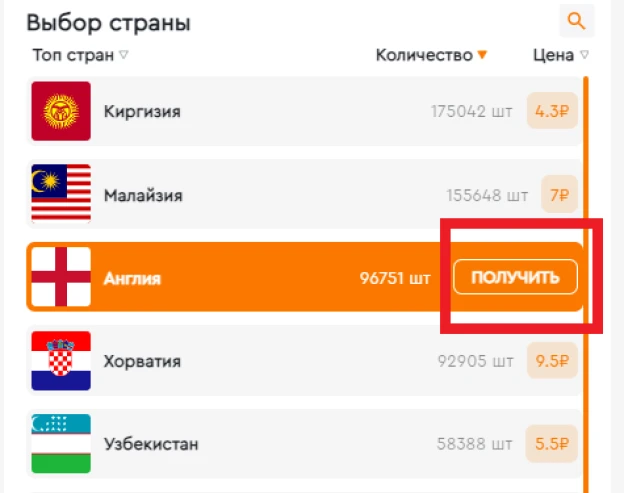 Выбор страны
Топ стран Количество Цена
Киргизия 175042 шт 4.3₽
Малайзия 155648 шт 7₽
Англия 96751 шт ПОЛУЧИТЬ
Хорватия 92905 шт 9.5₽
Узбекистан 58388 шт 5.5₽